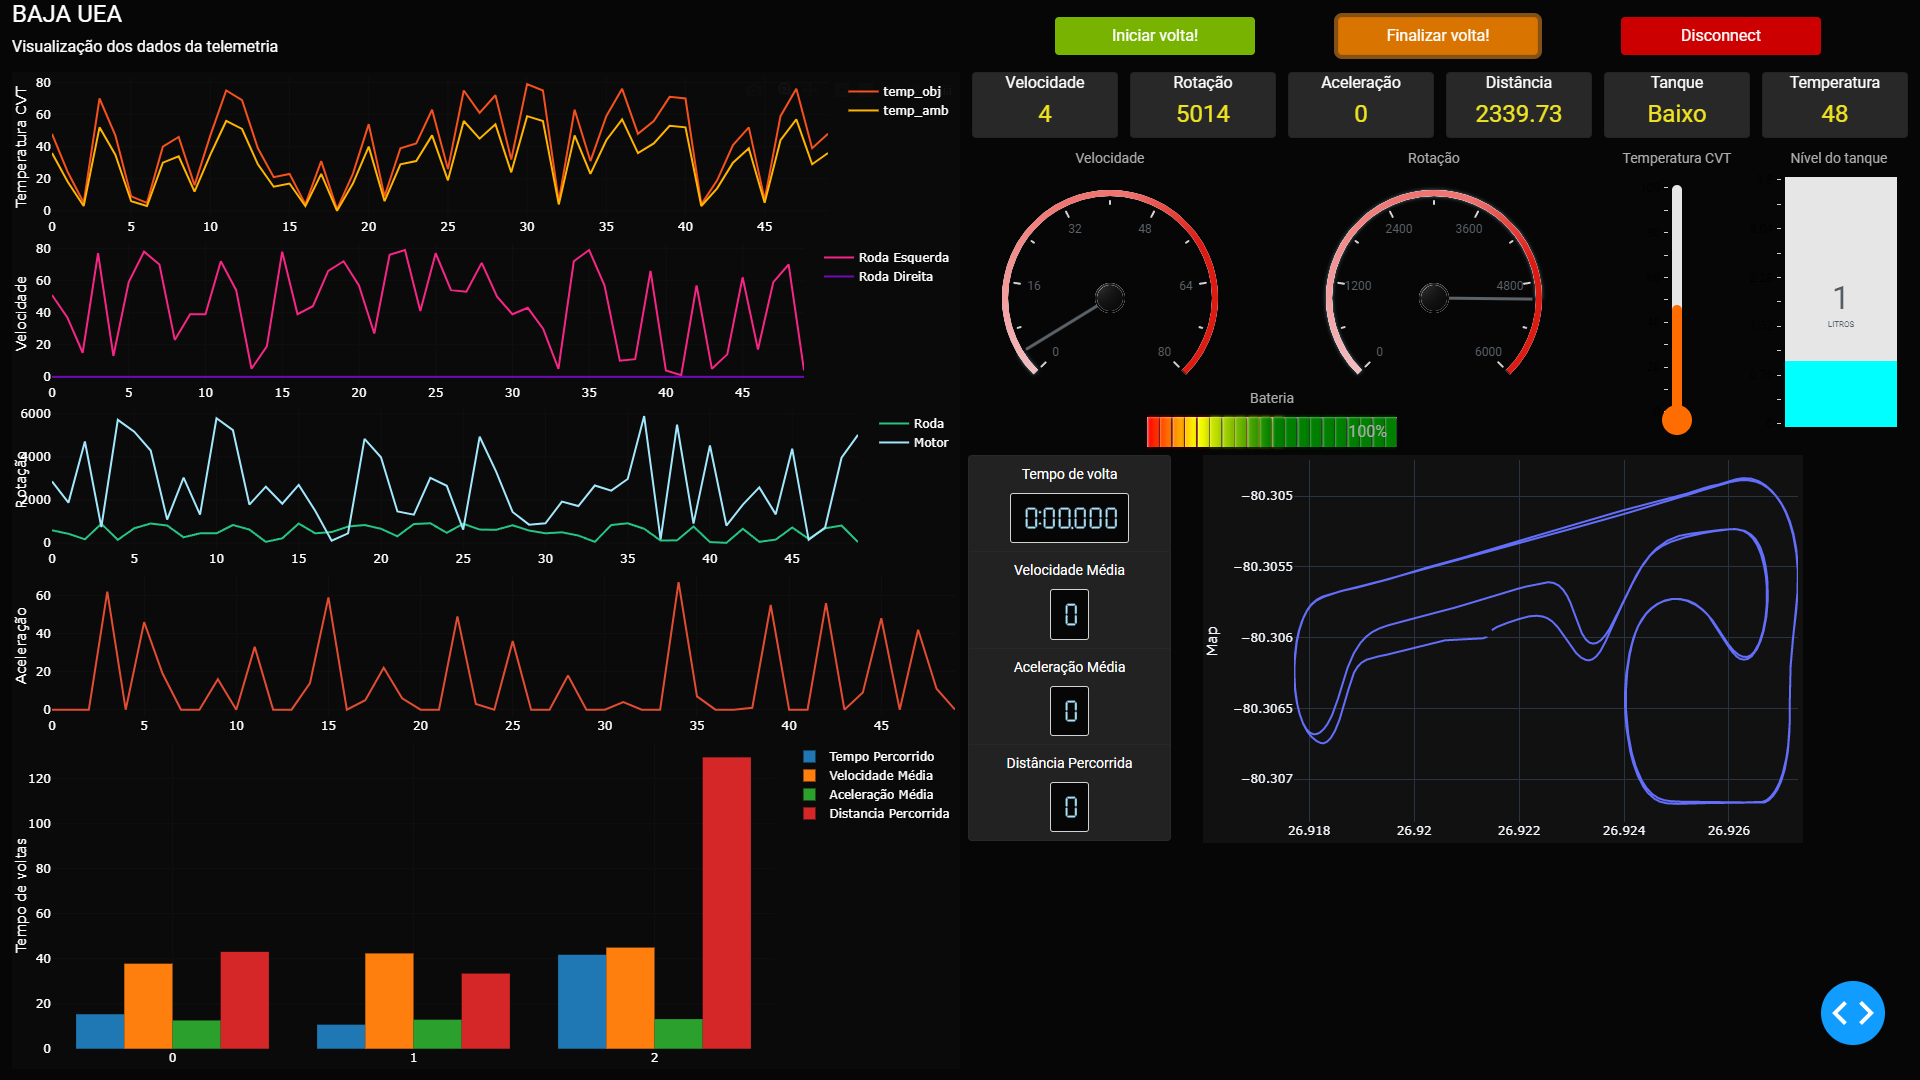 BAJA UEA
Visualização dos dados da telemetria
Iniciar volta!
Finalizar volta!
Disconnect
Velocidade
4
Rotação
5014
Aceleração
0
Distância
2339.73
Tanque
Baixo
Temperatura
48
Temperatura CVT
80
60
40
20
0
0 5 10 15 20 25 30 35 40 45
temp_obj
temp_amb
Velocidade
80
60
40
20
0
0 5 10 15 20 25 30 35 40 45
Roda Esquerda
Roda Direita
Rotação
6000
4000
2000
0
0 5 10 15 20 25 30 35 40 45
Roda
Motor
Aceleração
60
40
20
0
0 5 10 15 20 25 30 35 40 45
Tempo de voltas
120
100
80
60
40
20
0
0 1 2
Tempo Percorrido
Velocidade Média
Aceleração Média
Distancia Percorrida
Velocidade
0 16 32 48 64 80
Rotação
0 1200 2400 3600 4800 6000
Temperatura CVT
Nível do tanque
1
LITROS
Bateria
100%
Tempo de volta
0:00.000
Velocidade Média
0
Aceleração Média
0
Distância Percorrida
0
Map
−80.305
−80.3055
−80.306
−80.3065
−80.307
26.918 26.92 26.922 26.924 26.926